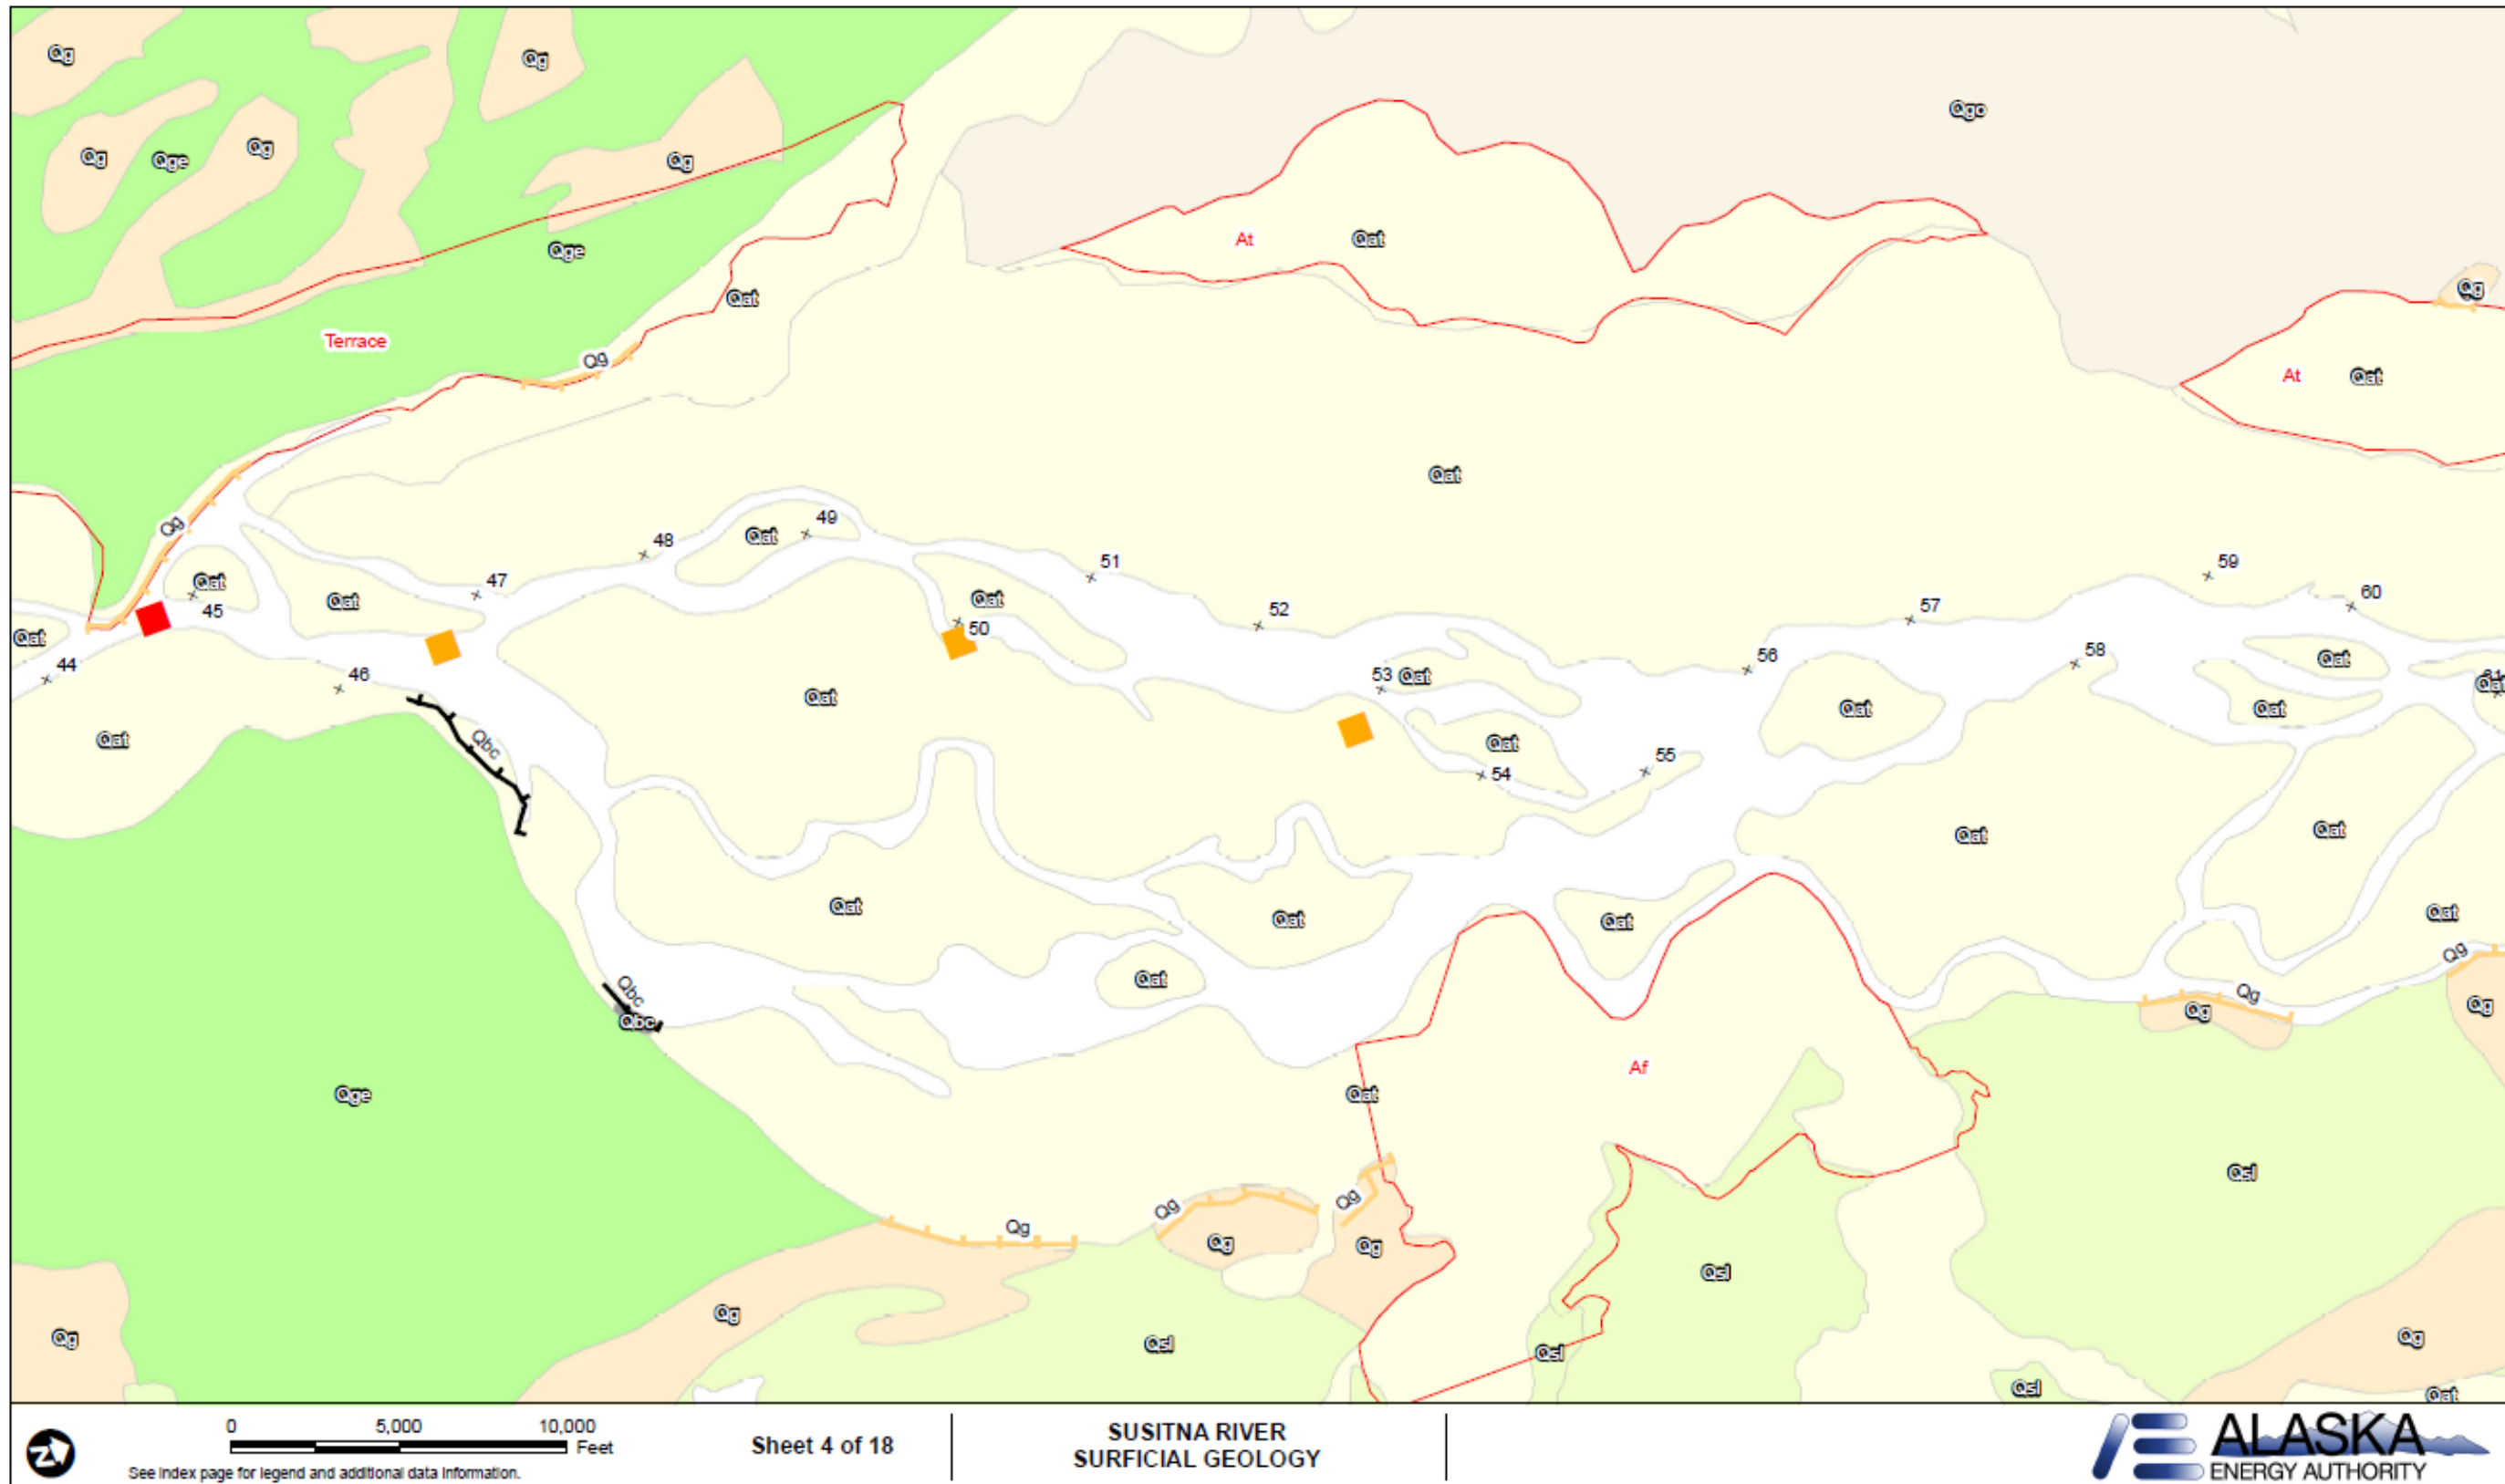 Qg
Qg
Qgo
Qg
Qge
Qg
Qg
At
Qat
Qge
Qat
Qg
Terrace
Qg
At
Qat
Qat
Qg
49
Qat
48
51
59
Qat
47
Qat
45
Qat
50
52
57
60
Qat
44
46
53
Qat
56
58
Qat
Qat
Qat
Qat
Qat
Qat
Qbc
Qat
55
54
Qat
Qat
Qat
Qat
Qat
Qat
Qat
Qg
Qat
Qbc
Qbc
Qg
Qg
Qg
Af
Qge
Qat
Qsl
Qg
Qg
Qg
Qg
Qg
Qsl
Qg
Qg
Qsl
Qsl
Qg
Qsl
Qat
0 5,000 10,000
Feet
See Index page for legend and additional data information.
Z
Sheet 4 of 18
SUSITNA RIVER
SURFICIAL GEOLOGY
ALASKA
ENERGY AUTHORITY